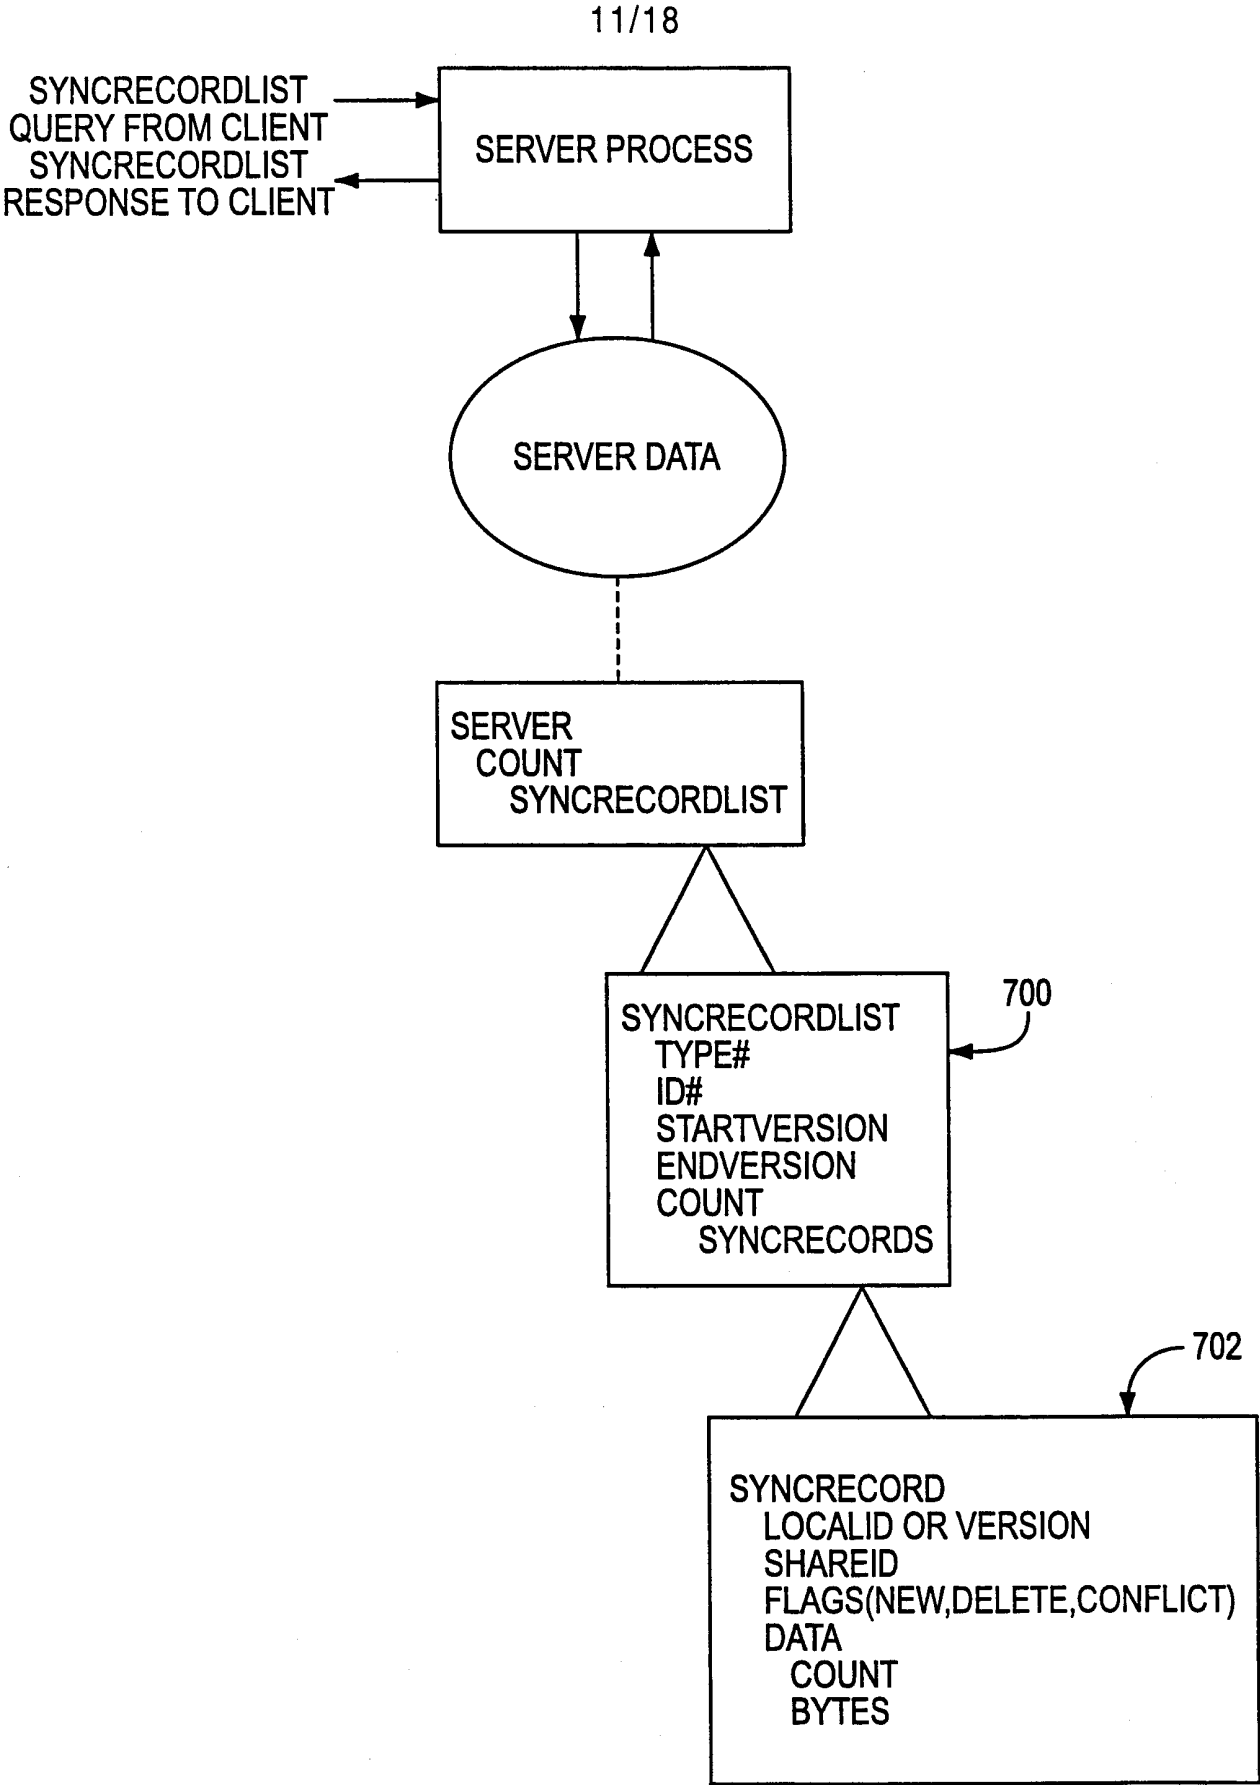 11/18
SYNCRECORDLIST
QUERY FROM CLIENT
SYNCRECORDLIST
RESPONSE TO CLIENT
SERVER PROCESS
SERVER DATA
SERVER
COUNT
SYNCRECORDLIST
700
SYNCRECORDLIST
TYPE#
ID#
STARTVERSION
ENDVERSION
COUNT
SYNCRECORDS
702
SYNCRECORD
LOCALID OR VERSION
SHAREID
FLAGS(NEW,DELETE,CONFLICT)
DATA
COUNT
BYTES